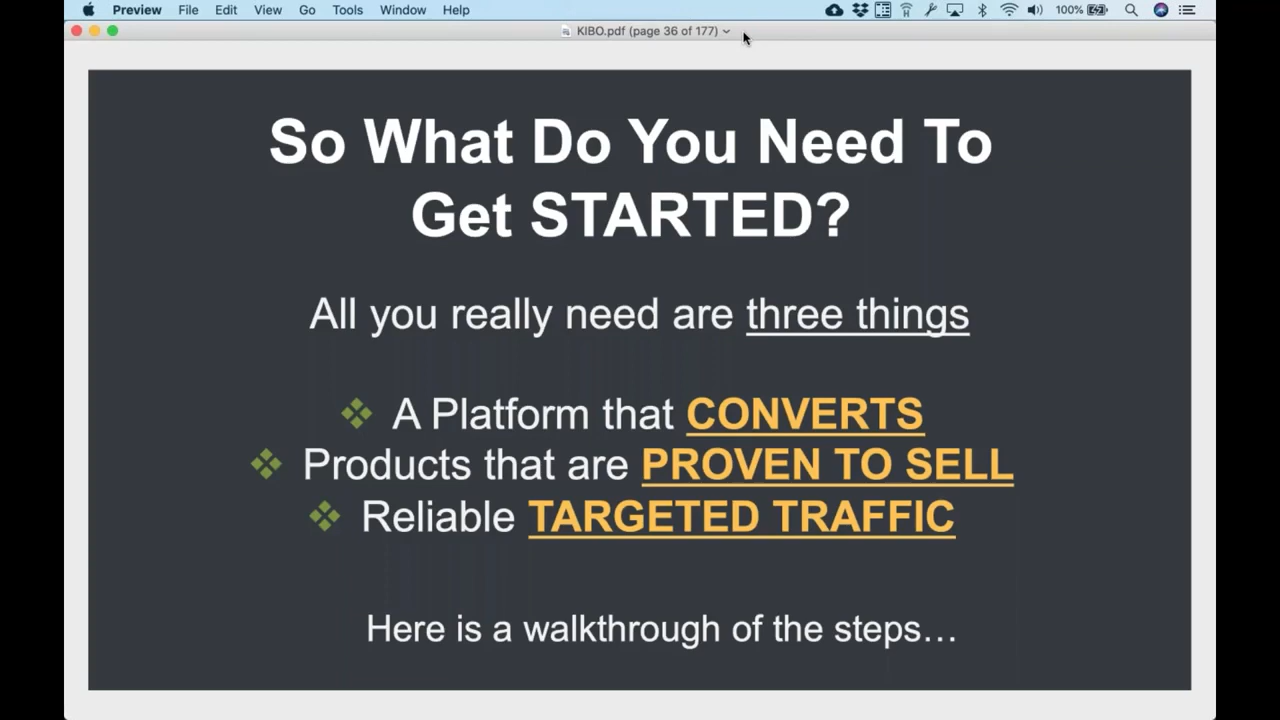 Preview File Edit View Go Tools Window Help 100%
KIBO.pdf (page 36 of 177)
So What Do You Need To
Get STARTED?
All you really need are three things
A Platform that CONVERTS
Products that are PROVEN TO SELL
Reliable TARGETED TRAFFIC
Here is a walkthrough of the steps…